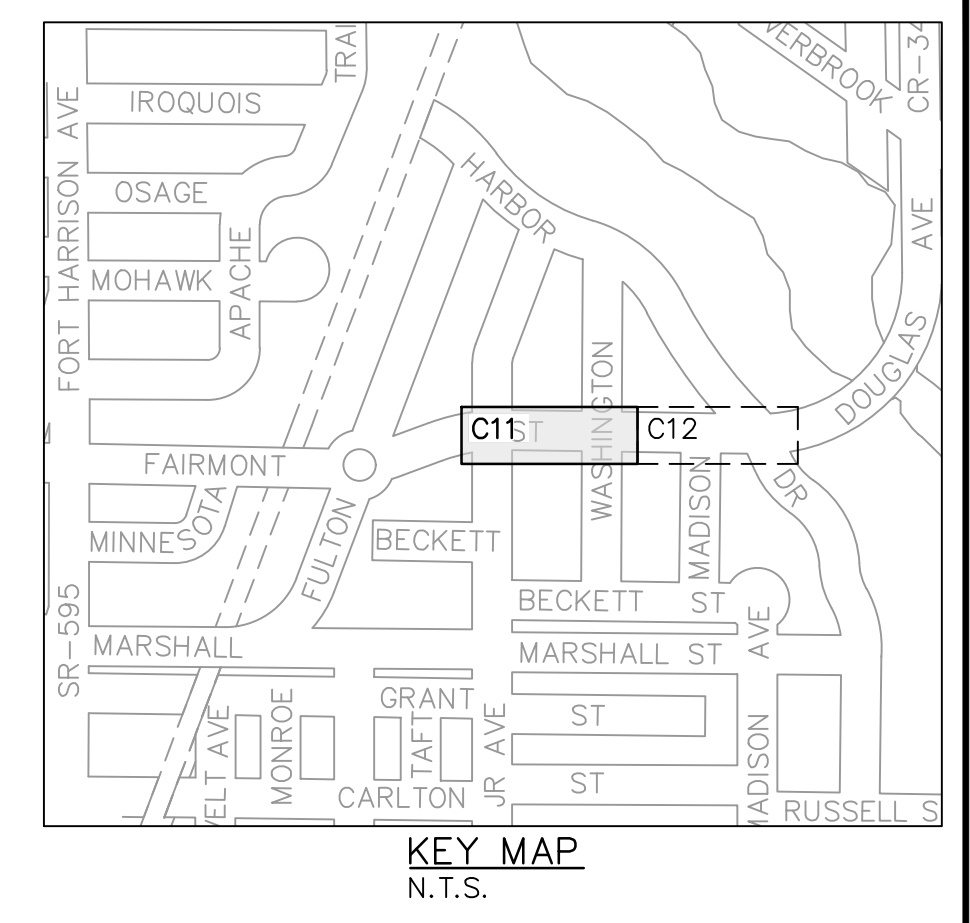 TRAI
VERBROOK
CR-34
IROQUOIS
FORT HARRISON AVE
HARBOR
OSAGE
AVE
APACHE
MOHAWK
DOUGLAS
WASHINGTON
C11
ST
C12
FAIRMONT
DR
MADISON
MINNESOTA
FULTON
BECKETT
BECKETT ST
SR-595
AVE
MARSHALL
MARSHALL ST
GRANT
MONROE
TAFT
JR AVE
ST
VELT AVE
MADISON
ST
CARLTON
RUSSELL S
KEY MAP
N.T.S.